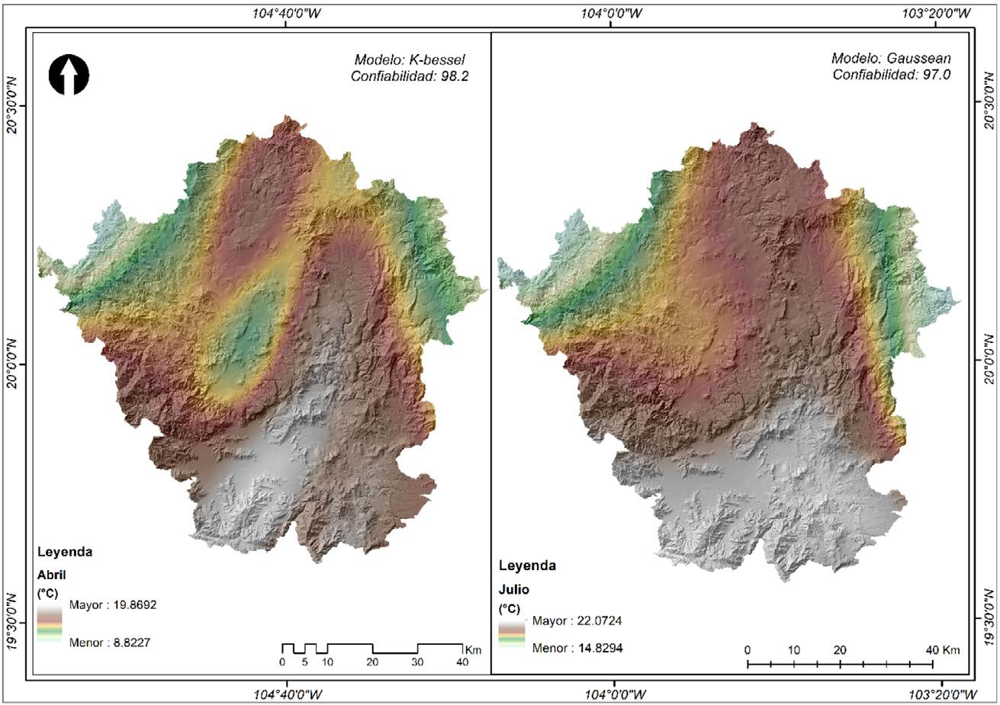 104°40'0"W
104°0'0"W
103°20'0"W
20°30'0"N
20°0'0"N
19°30'0"N
Modelo: K-bessel
Confiabilidad: 98.2
Leyenda
Abril
(°C)
Mayor : 19.8692
Menor : 8.8227
0 5 10 20 30 40
Km
Modelo: Gaussean
Confiabilidad: 97.0
Leyenda
Julio
(°C)
Mayor : 22.0724
Menor : 14.8294
0 10 20 40 Km
20°30'0"N
20°0'0"N
19°30'0"N
104°40'0"W
104°0'0"W
103°20'0"W